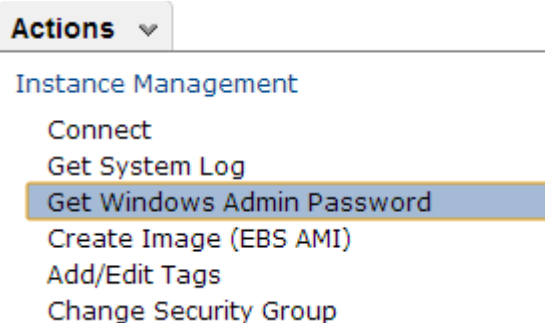 Actions
Instance Management
Connect
Get System Log
Get Windows Admin Password
Create Image (EBS AMI)
Add/Edit Tags
Change Security Group